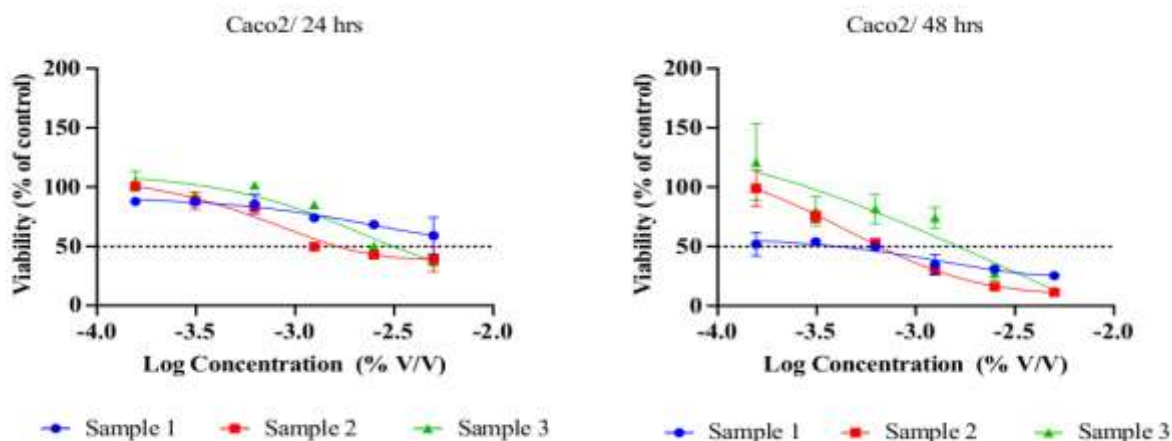 Caco2/ 24 hrs
Viability (% of control)
200
150
100
50
0
-4.0 -3.5 -3.0 -2.5 -2.0
Log Concentration (% V/V)
Sample 1 Sample 2 Sample 3
Caco2/ 48 hrs
Viability (% of control)
200
150
100
50
0
-4.0 -3.5 -3.0 -2.5 -2.0
Log Concentration (% V/V)
Sample 1 Sample 2 Sample 3